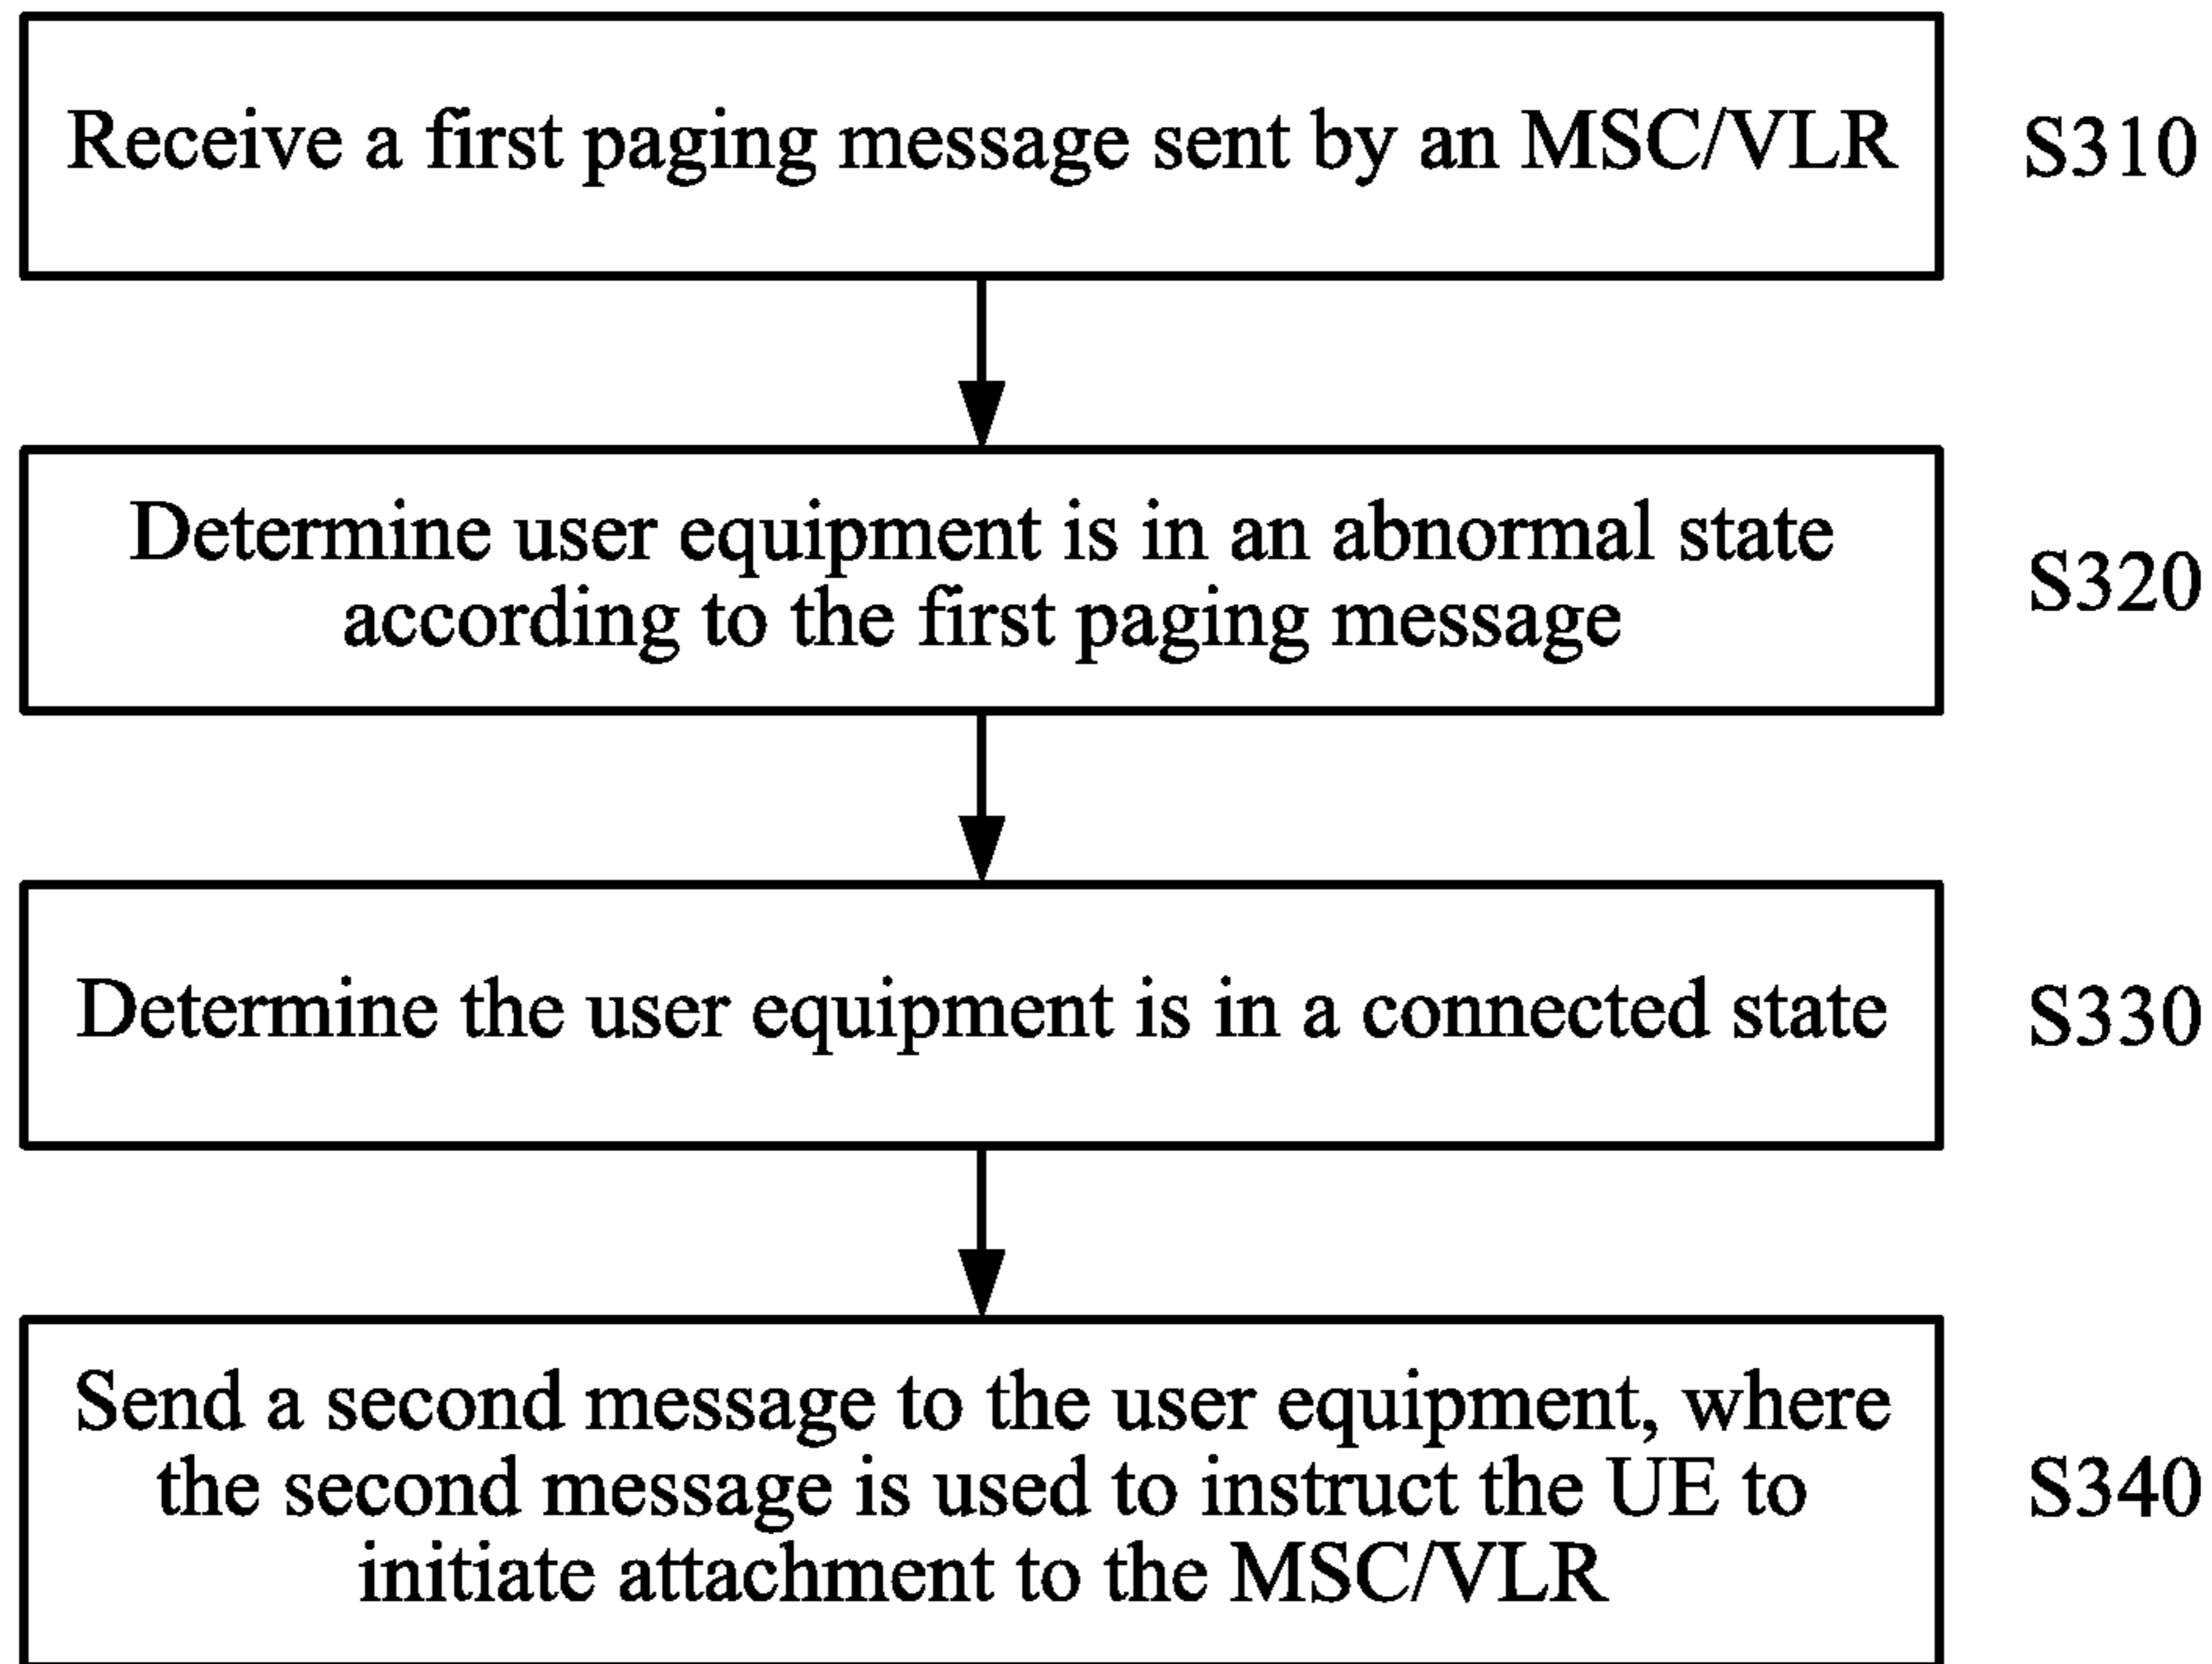 Receive a first paging message sent by an MSC/VLR
S310
Determine user equipment is in an abnormal state
according to the first paging message
S320
Determine the user equipment is in a connected state
S330
Send a second message to the user equipment, where
the second message is used to instruct the UE to
initiate attachment to the MSC/VLR
S340